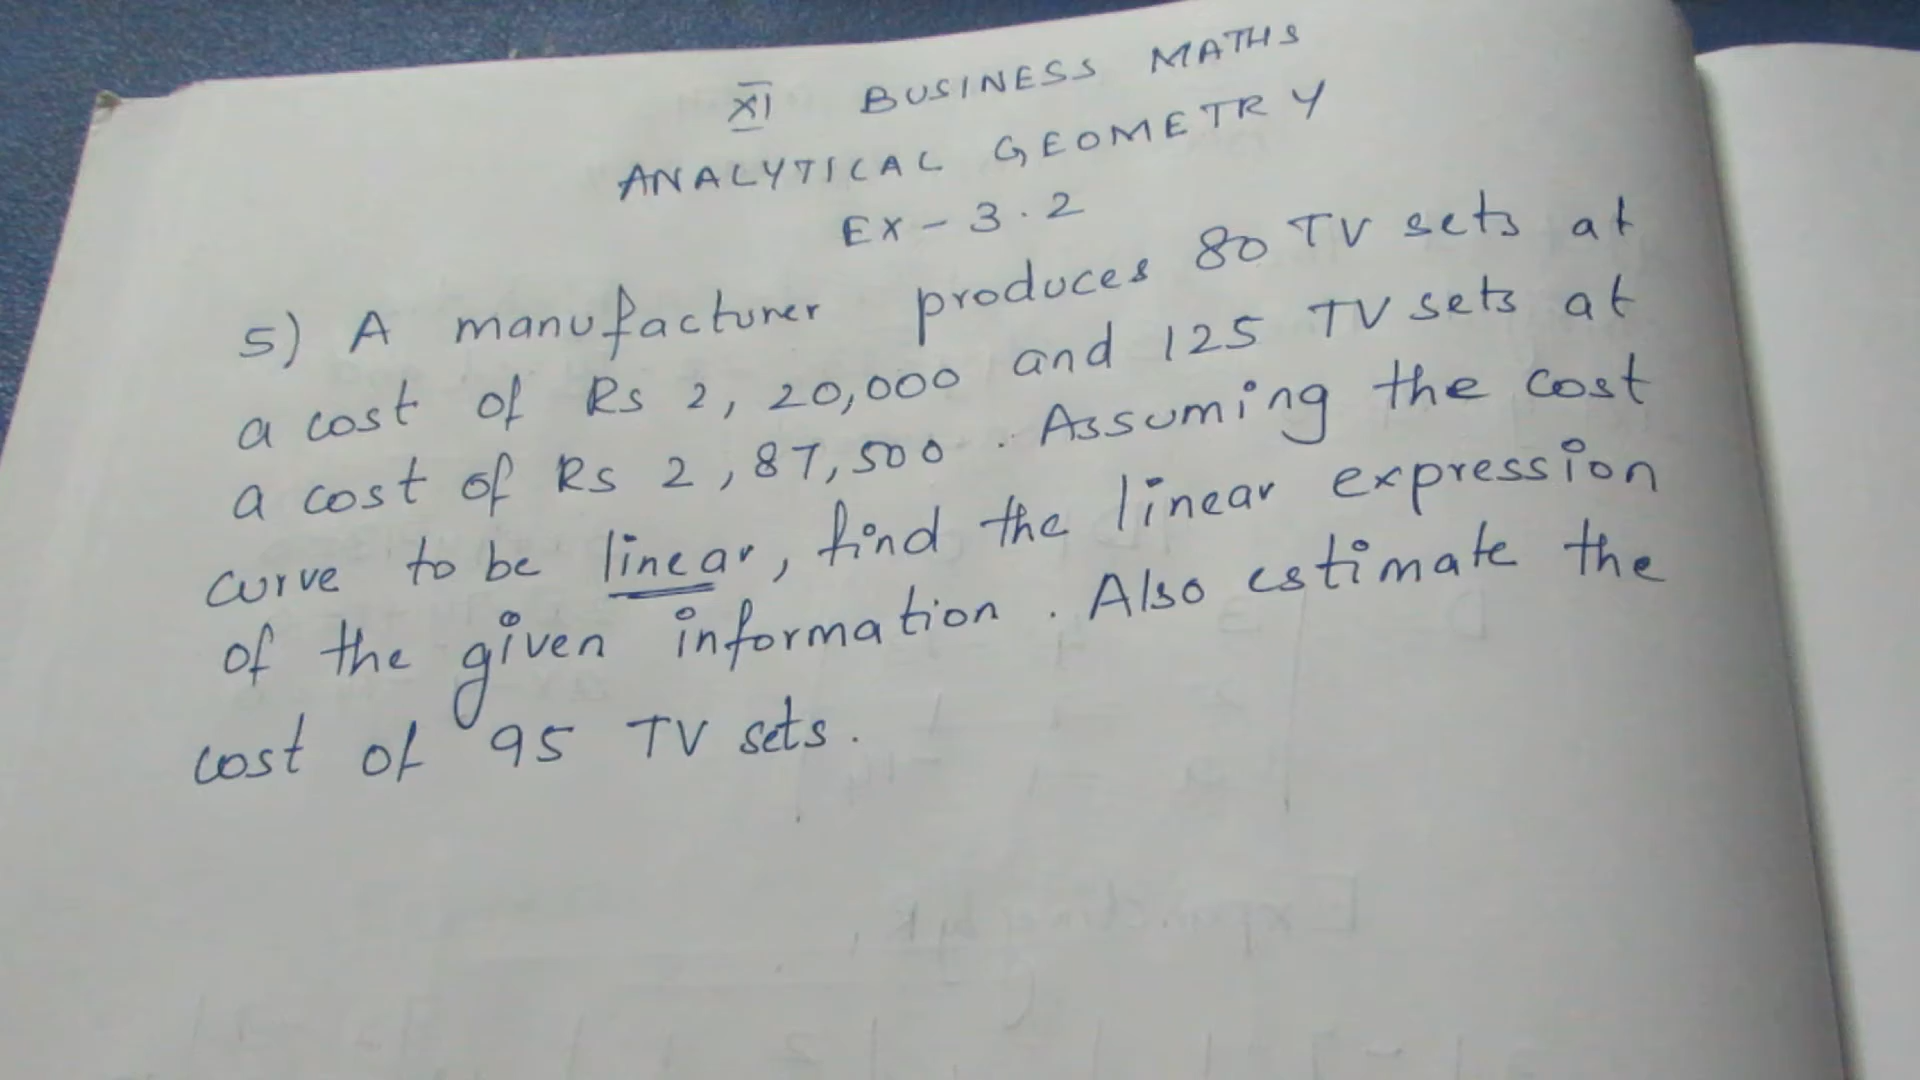 XI BUSINESS MATHS
ANALYTICAL GEOMETRY
EX-3.2
5) A manufacturer produces 80 TV sets at
a cost of Rs 2,20,000 and 125 TV sets at
a cost of Rs 2,87,500. Assuming the cost
curve to be linear, find the linear expression
of the given information. Also estimate the
cost of 95 TV sets.